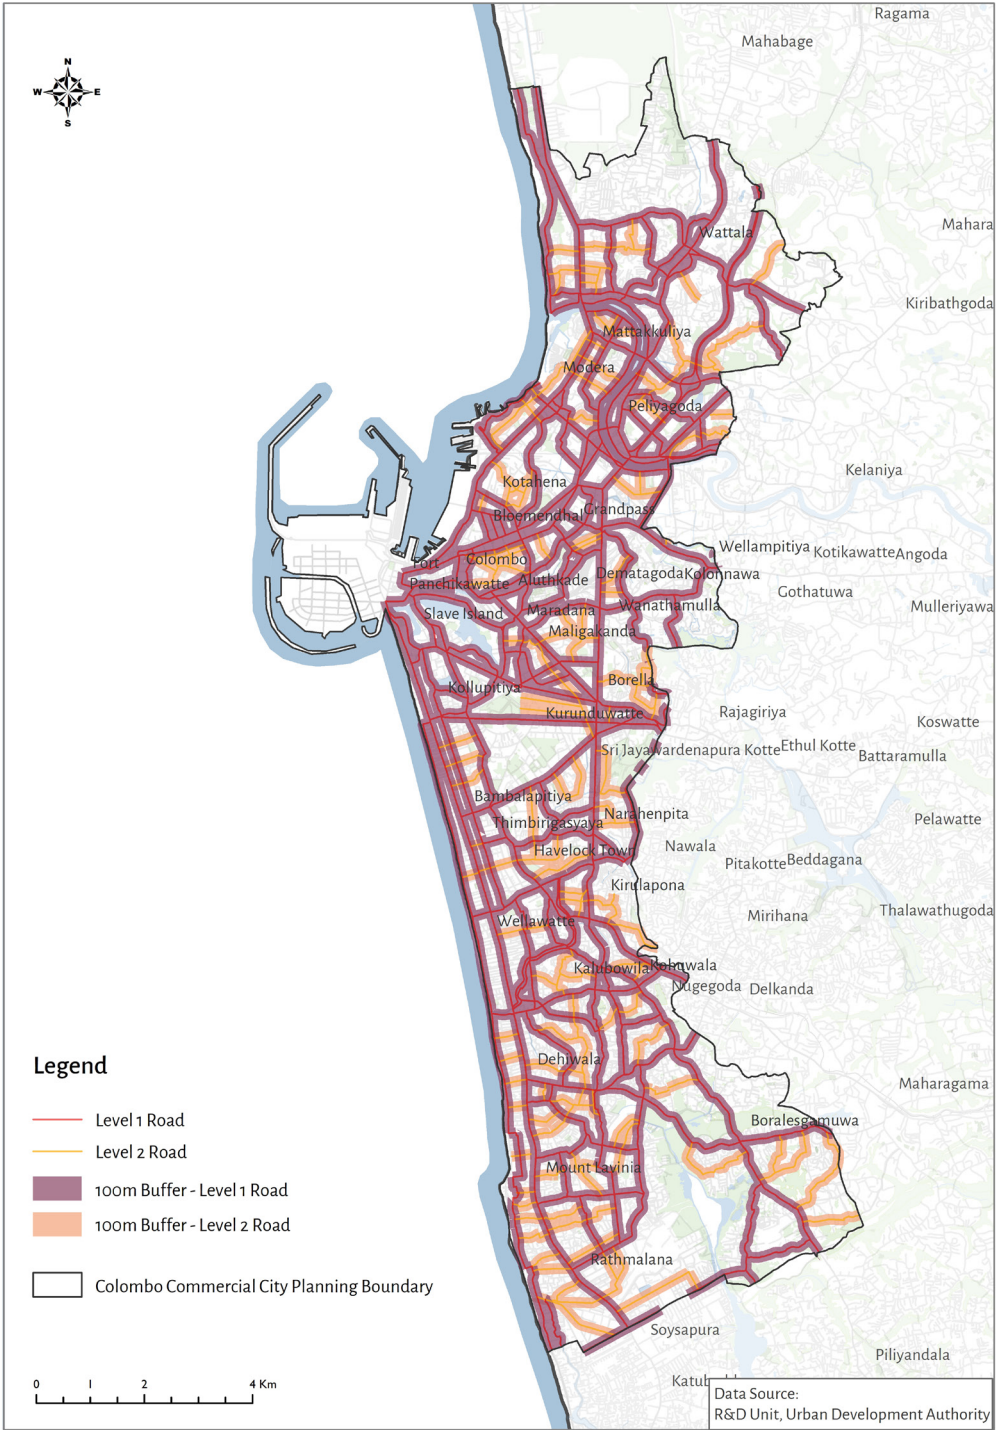 Ragama
Mahabage
N
W E
S
Mahara
Wattala
Kiribathgoda
Mattakkuliya
Modera
Peliyagoda
Kelaniya
Kotahena
Bloemendhal
Grandpass
Wellampitiya
Kotikawatte
Angoda
Fort
Colombo
Panchikawatte
Aluthkade
Dematagoda
Kolonnawa
Gothatuwa
Mulleriyawa
Slave Island
Maradana
Wanathamulla
Maligakanda
Kollupitiya
Borella
Kurunduwatte
Rajagiriya
Koswatte
Sri Jayawardenapura Kotte
Ethul Kotte
Battaramulla
Bambalapitiya
Thimbirigasyaya
Narahenpita
Pelawatte
Havelock Town
Nawala
Pitakotte
Beddagana
Kirulapona
Mirihana
Thalawathugoda
Wellawatte
Kalubowila
Kohuwala
Nugegoda
Delkanda
Dehiwala
Maharagama
Boralesgamuwa
Mount Lavinia
Rathmalana
Soysapura
Piliyandala
Katub
Legend
Level 1 Road
Level 2 Road
100m Buffer - Level 1 Road
100m Buffer - Level 2 Road
Colombo Commercial City Planning Boundary
0 1 2 4 Km
Data Source:
R&D Unit, Urban Development Authority